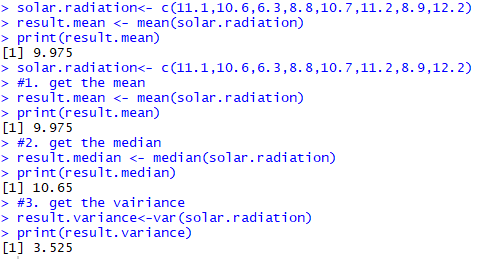 > solar.radiation<- c(11.1,10.6,6.3,8.8,10.7,11.2,8.9,12.2)
> result.mean <- mean(solar.radiation)
> print(result.mean)
[1] 9.975
> solar.radiation<- c(11.1,10.6,6.3,8.8,10.7,11.2,8.9,12.2)
> #1. get the mean
> result.mean <- mean(solar.radiation)
> print(result.mean)
[1] 9.975
> #2. get the median
> result.median <- median(solar.radiation)
> print(result.median)
[1] 10.65
> #3. get the vairiance
> result.variance<-var(solar.radiation)
> print(result.variance)
[1] 3.525